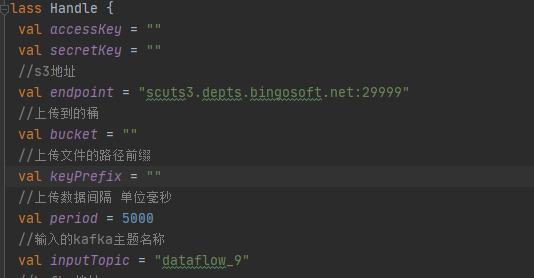 lass Handle {
val accessKey = ""
val secretKey = ""
//s3地址
val endpoint = "scuts3.depts.bingosoft.net:29999"
//上传到的桶
val bucket = ""
//上传文件的路径前缀
val keyPrefix = ""
//上传数据间隔 单位毫秒
val period = 5000
//输入的kafka主题名称
val inputTopic = "dataflow_9"